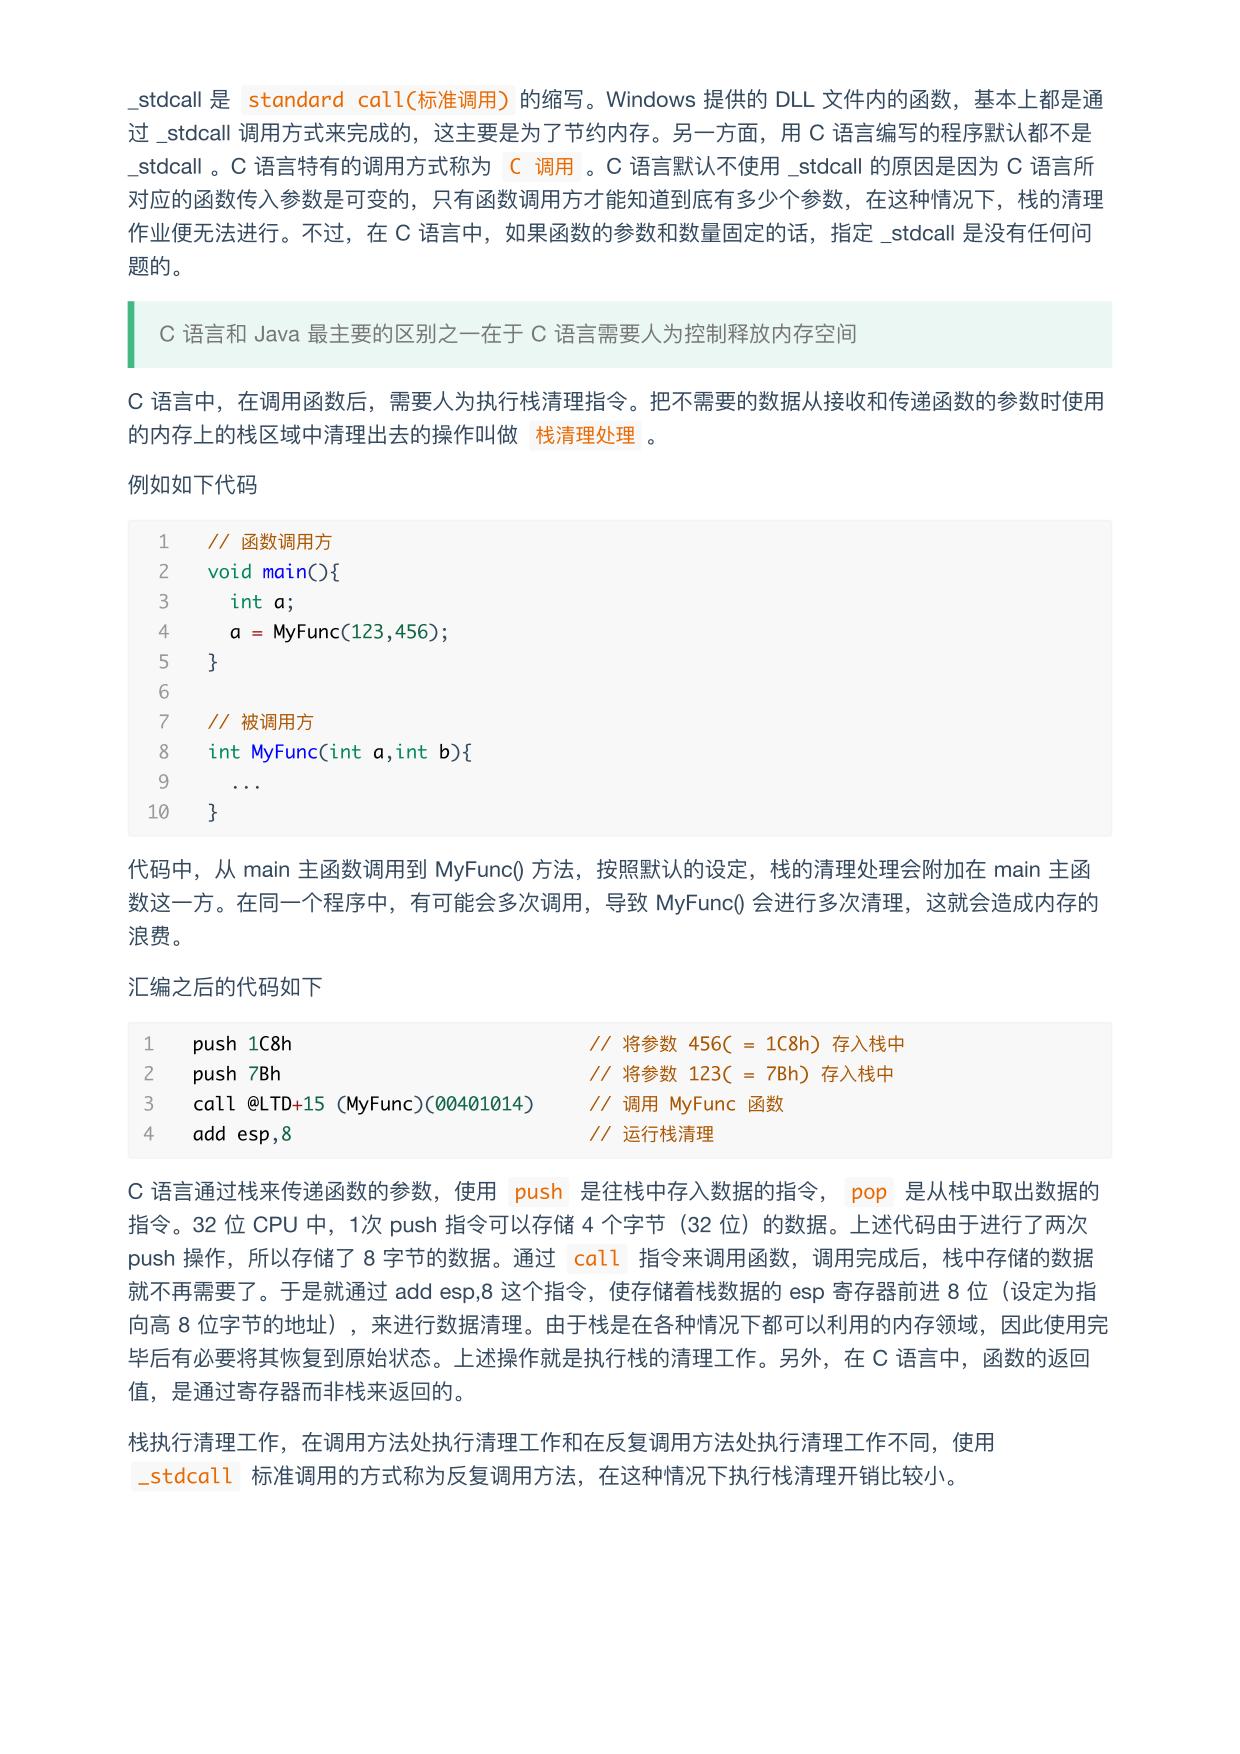 _stdcall 是 standard call(标准调用) 的缩写。Windows 提供的 DLL 文件内的函数，基本上都是通
过 _stdcall 调用方式来完成的，这主要是为了节约内存。另一方面，用 C 语言编写的程序默认都不是
_stdcall 。C 语言特有的调用方式称为 C 调用 。C 语言默认不使用 _stdcall 的原因是因为 C 语言所
对应的函数传入参数是可变的，只有函数调用方才能知道到底有多少个参数，在这种情况下，栈的清理
作业便无法进行。不过，在 C 语言中，如果函数的参数和数量固定的话，指定 _stdcall 是没有任何问
题的。
C 语言和 Java 最主要的区别之一在于 C 语言需要人为控制释放内存空间
C 语言中，在调用函数后，需要人为执行栈清理指令。把不需要的数据从接收和传递函数的参数时使用
的内存上的栈区域中清理出去的操作叫做 栈清理处理 。
例如如下代码
1 // 函数调用方
2 void main(){
3 int a;
4 a = MyFunc(123,456);
5 }
6
7 // 被调用方
8 int MyFunc(int a,int b){
9 ...
10 }
代码中，从 main 主函数调用到 MyFunc() 方法，按照默认的设定，栈的清理处理会附加在 main 主函
数这一方。在同一个程序中，有可能会多次调用，导致 MyFunc() 会进行多次清理，这就会造成内存的
浪费。
汇编之后的代码如下
1 push 1C8h // 将参数 456( = 1C8h) 存入栈中
2 push 7Bh // 将参数 123( = 7Bh) 存入栈中
3 call @LTD+15 (MyFunc)(00401014) // 调用 MyFunc 函数
4 add esp,8 // 运行栈清理
C 语言通过栈来传递函数的参数，使用 push 是往栈中存入数据的指令， pop 是从栈中取出数据的
指令。32 位 CPU 中，1次 push 指令可以存储 4 个字节（32 位）的数据。上述代码由于进行了两次
push 操作，所以存储了 8 字节的数据。通过 call 指令来调用函数，调用完成后，栈中存储的数据
就不再需要了。于是就通过 add esp,8 这个指令，使存储着栈数据的 esp 寄存器前进 8 位（设定为指
向高 8 位字节的地址），来进行数据清理。由于栈是在各种情况下都可以利用的内存领域，因此使用完
毕后有必要将其恢复到原始状态。上述操作就是执行栈的清理工作。另外，在 C 语言中，函数的返回
值，是通过寄存器而非栈来返回的。
栈执行清理工作，在调用方法处执行清理工作和在反复调用方法处执行清理工作不同，使用
_stdcall 标准调用的方式称为反复调用方法，在这种情况下执行栈清理开销比较小。